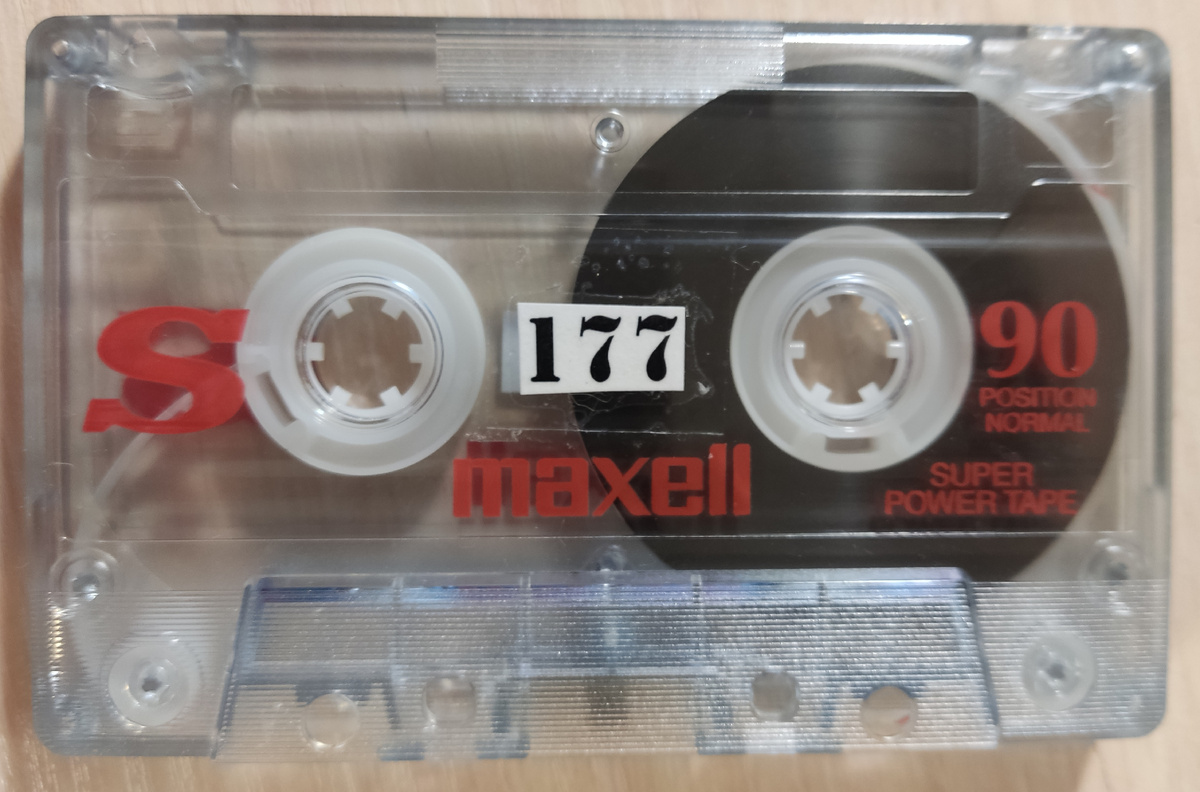 S
177
90
POSITION
NORMAL
maxell
SUPER
POWER TAPE